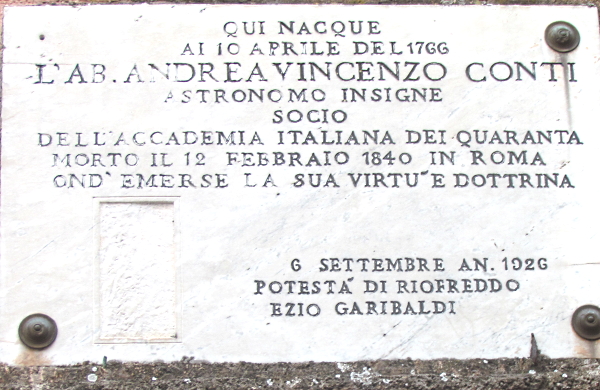 QUI NACQUE
AI 10 APRILE DEL 1766
L'AB. ANDREA VINCENZO CONTI
ASTRONOMO INSIGNE
SOCIO
DELL'ACCADEMIA ITALIANA DEI QUARANTA
MORTO IL 12 FEBBRAIO 1840 IN ROMA
OND' EMERSE LA SUA VIRTU' E DOTTRINA
6 SETTEMBRE AN. 1926
POTESTA' DI RIOFREDDO
EZIO GARIBALDI